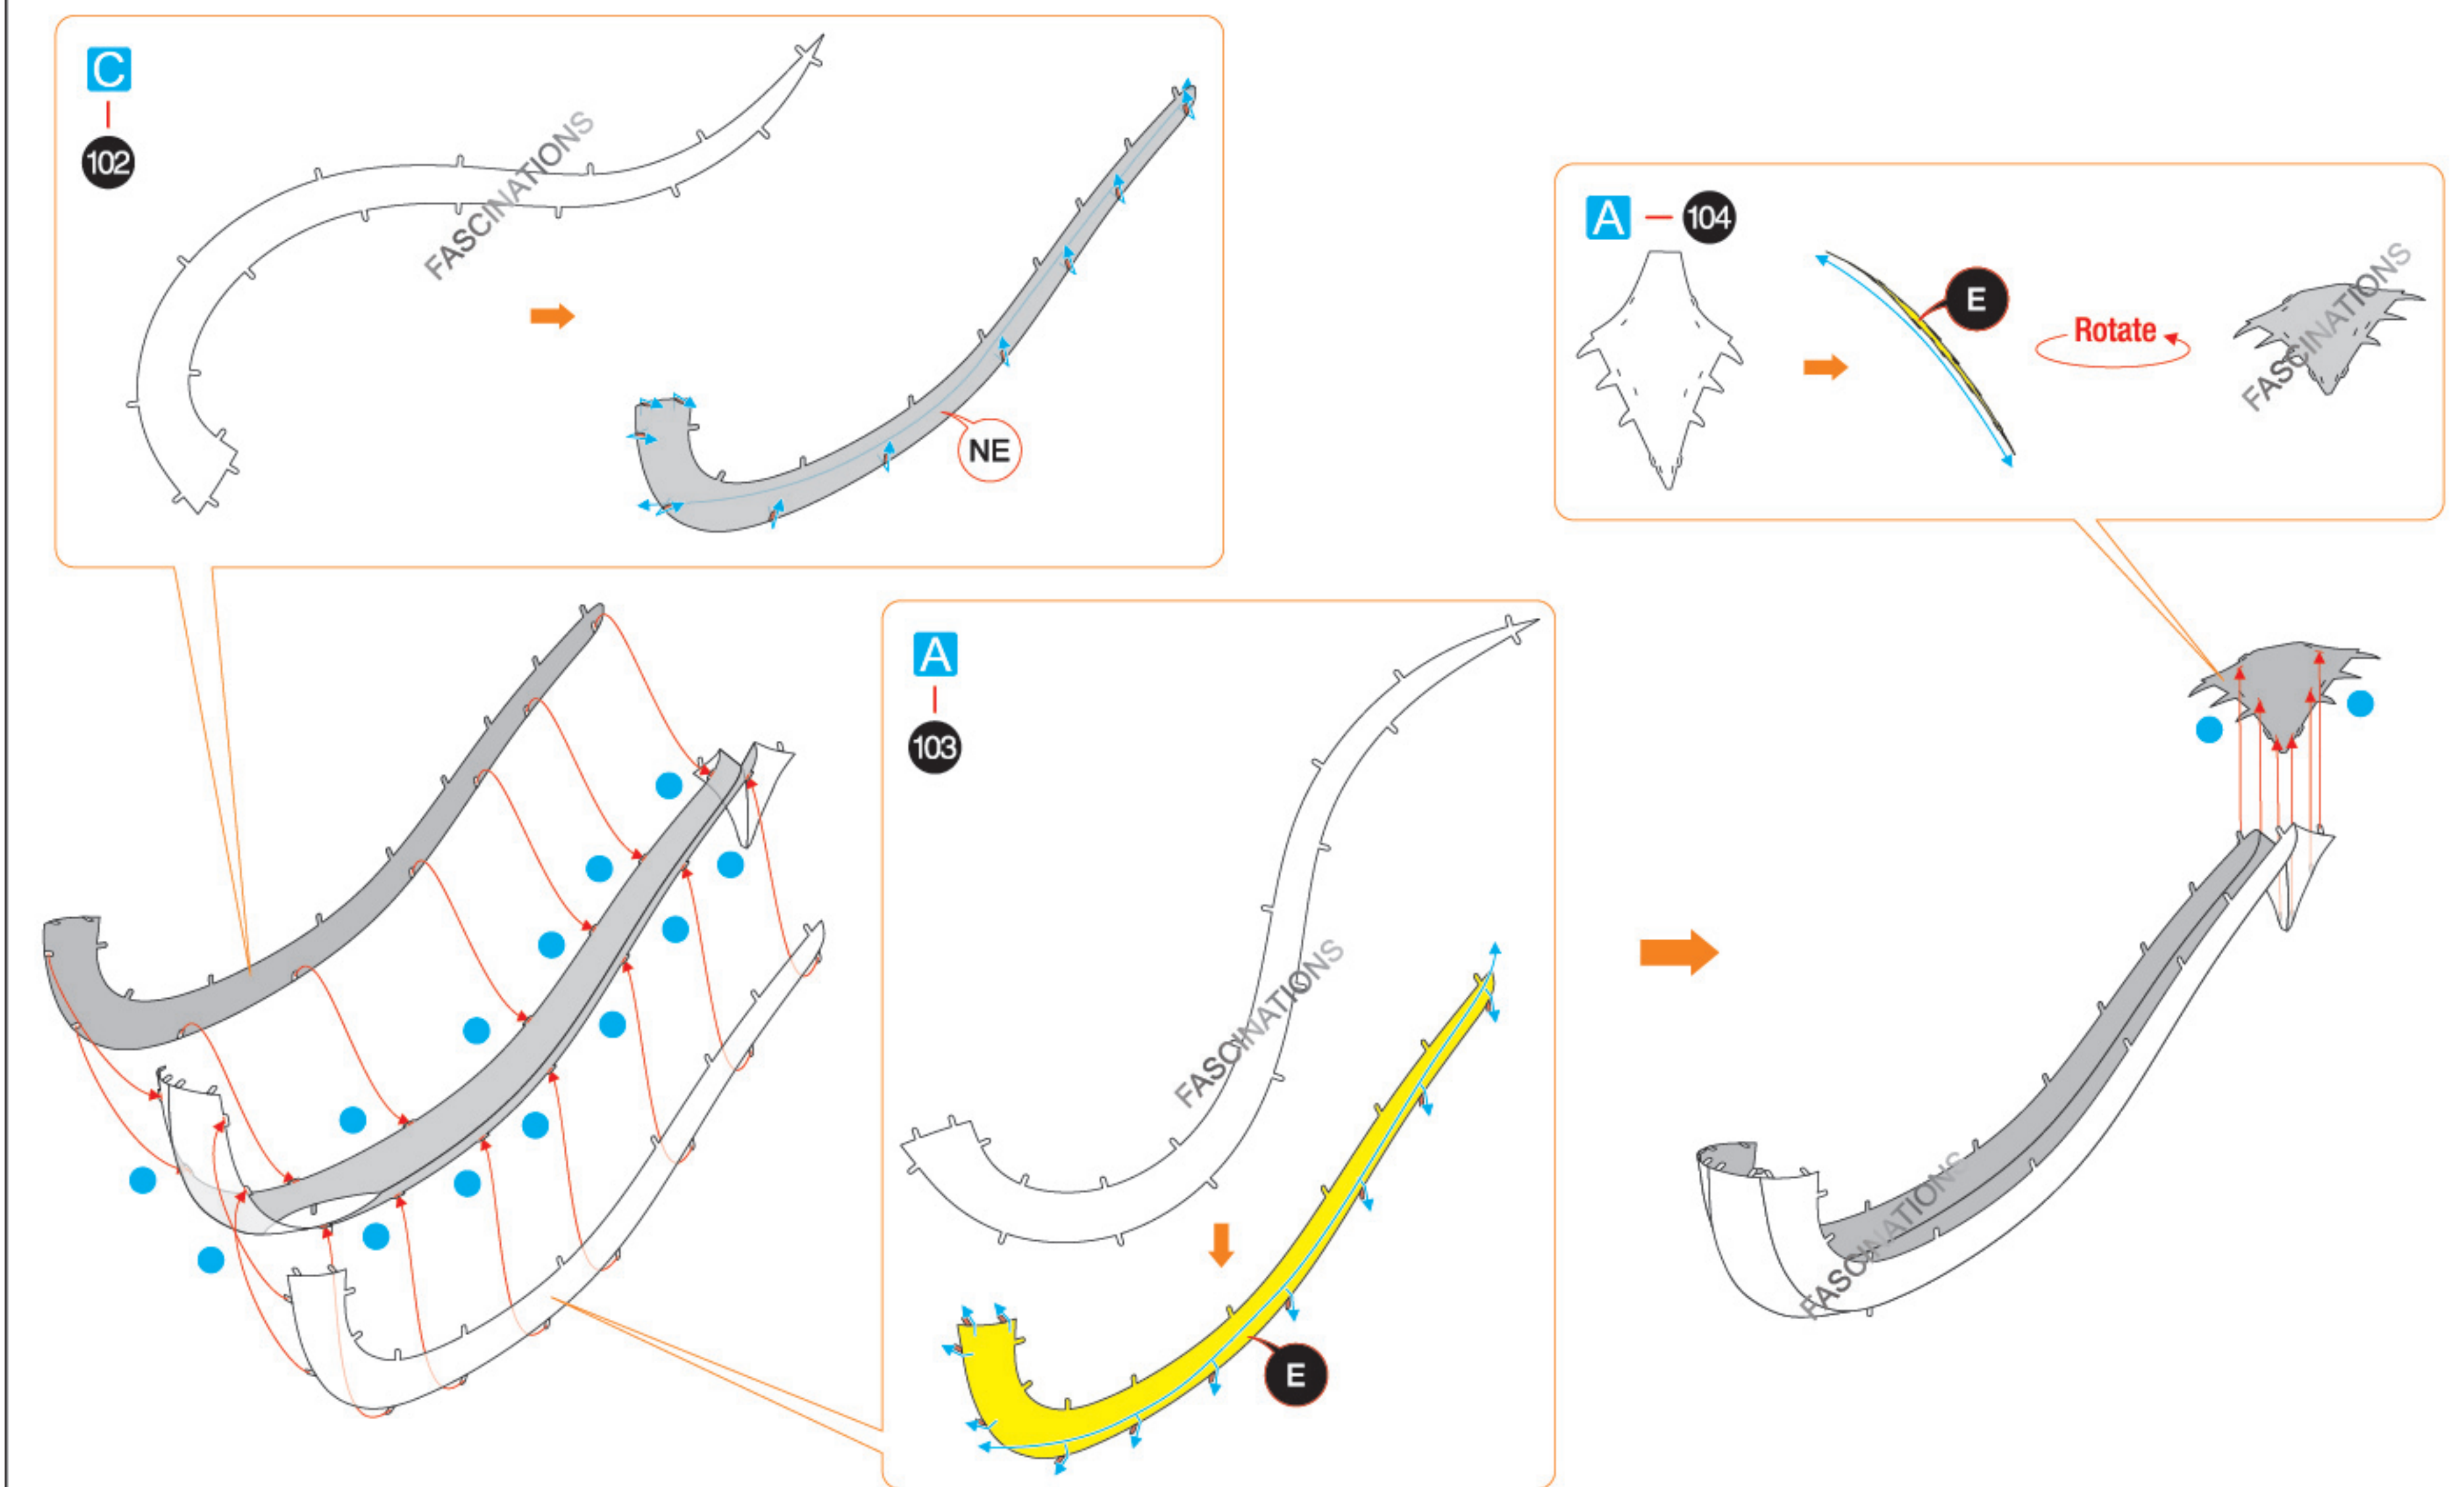 C
102
FASCINATIONS
NE
A
104
E
Rotate
FASCINATIONS
A
103
FASCINATIONS
E
FASCINATIONS